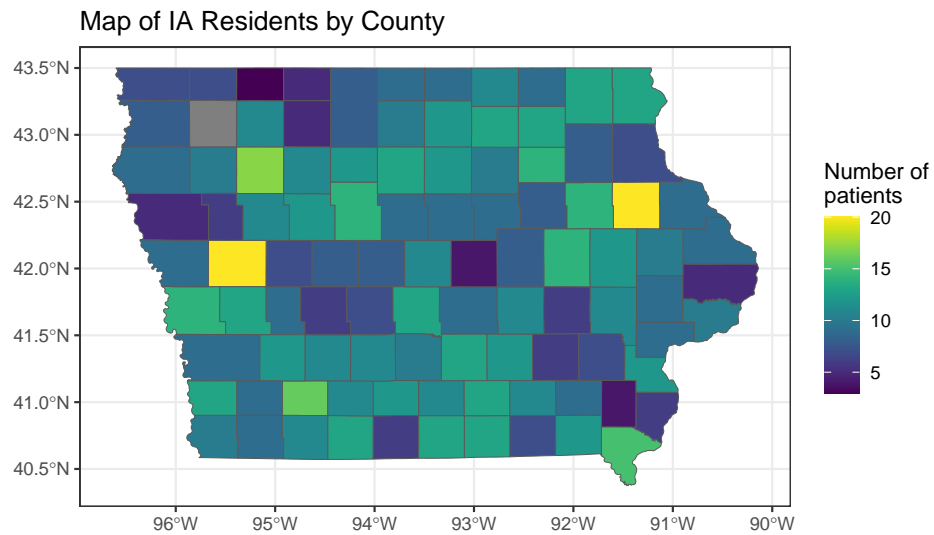 Map of IA Residents by County
43.5°N
43.0°N
42.5°N
42.0°N
41.5°N
41.0°N
40.5°N
96°W 95°W 94°W 93°W 92°W 91°W 90°W
Number of
patients
20
15
10
5